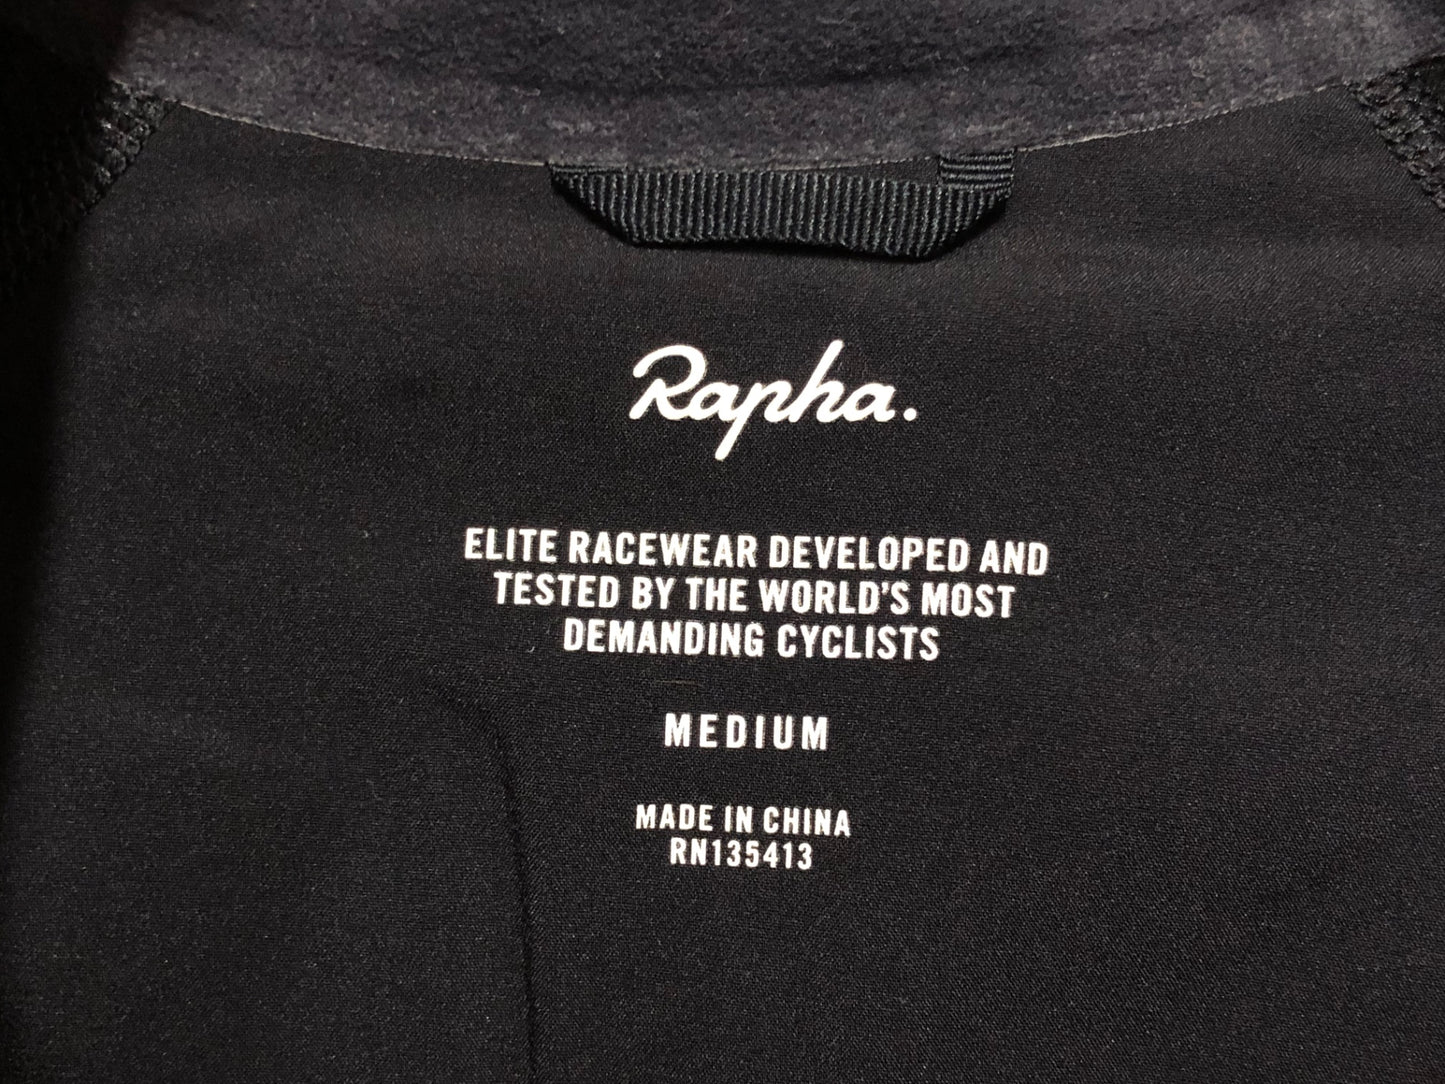 Rapha.
ELITE RACEWEAR DEVELOPED AND
TESTED BY THE WORLD'S MOST
DEMANDING CYCLISTS
MEDIUM
MADE IN CHINA
RN135413